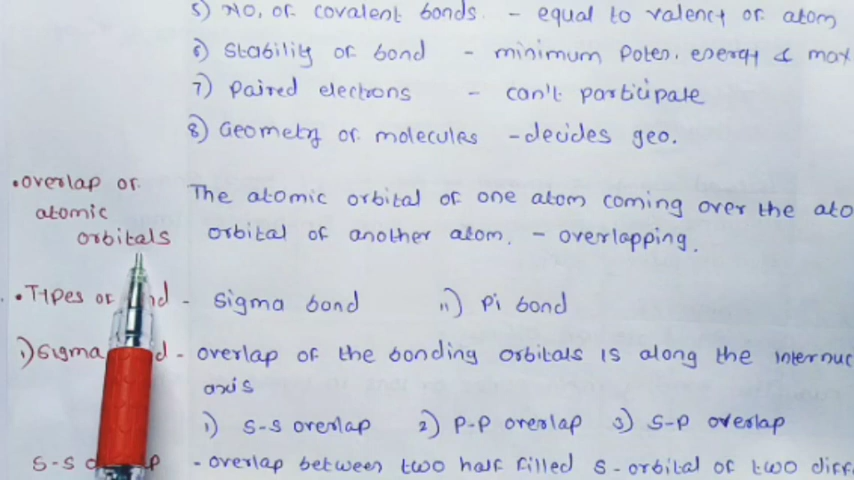 5) No. of covalent bonds. - equal to valency of atom
6) Stability of bond - minimum poten. energy & max
7) Paired electrons - can't participate
8) Geometry of molecules - decides geo.
• overlap of atomic orbitals
The atomic orbital of one atom coming over the ato
orbital of another atom. - overlapping.
• Types of nd - Sigma bond ii) Pi bond
i) Sigma d - overlap of the bonding orbitals is along the internuc
axis
1) S-S overlap 2) P-P overlap 3) S-P overlap
S-S o p - overlap between two half filled S-orbital of two diff